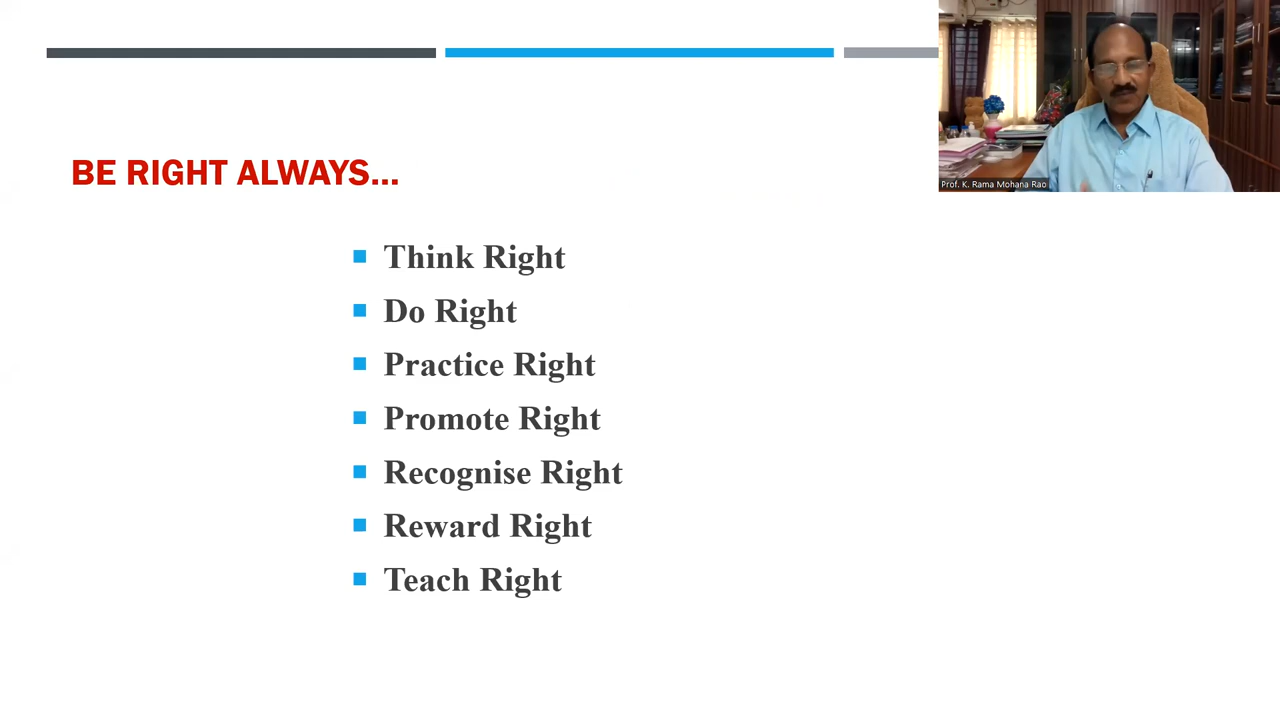 BE RIGHT ALWAYS...
Think Right
Do Right
Practice Right
Promote Right
Recognise Right
Reward Right
Teach Right
Prof. K. Rama Mohana Rao